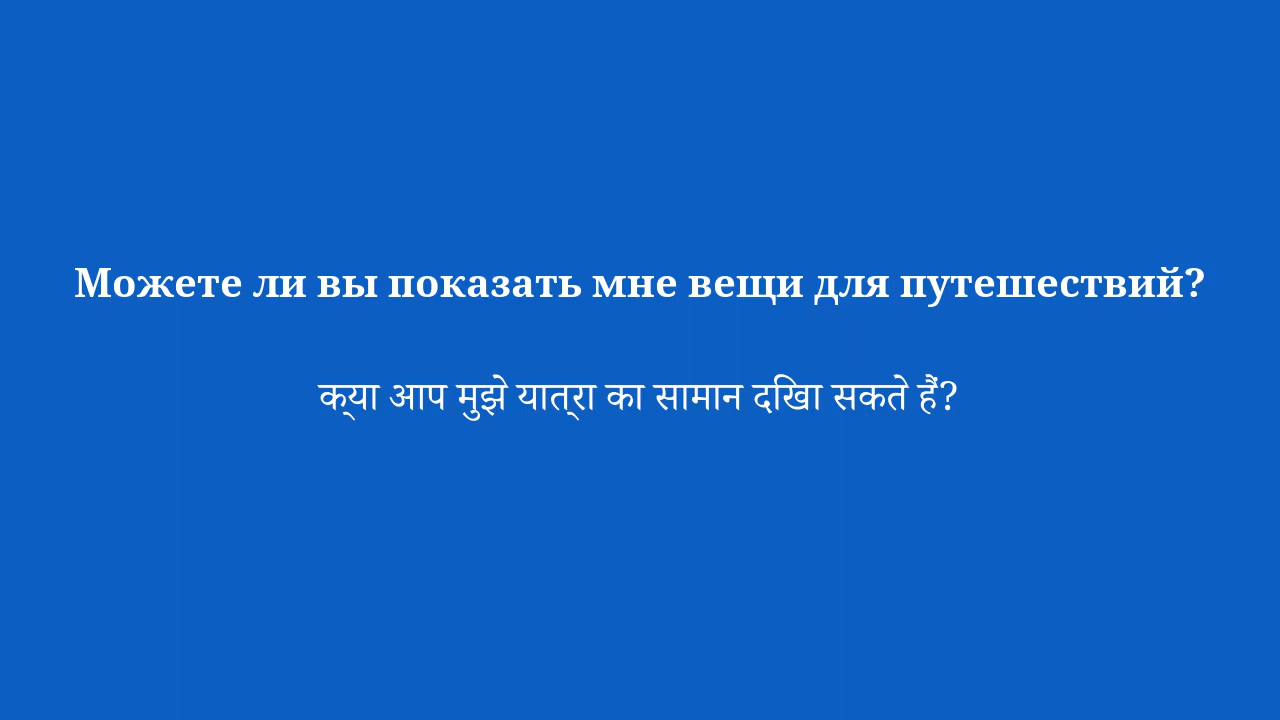 Можете ли вы показать мне вещи для путешествий?
क्या आप मुझे यात्रा का सामान दिखा सकते हैं?